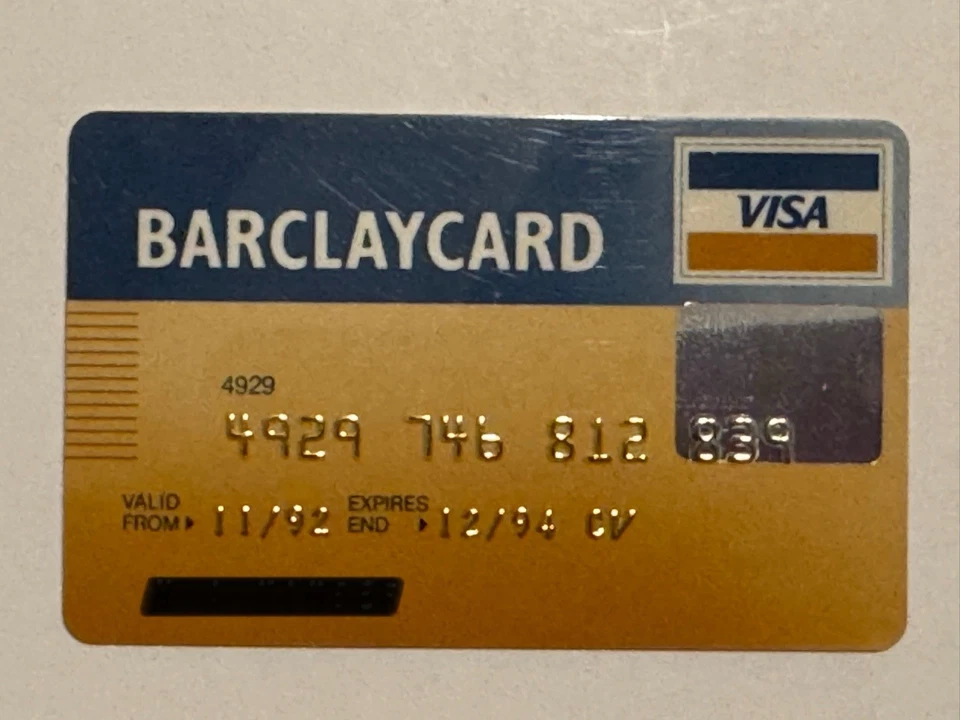 BARCLAYCARD
VISA
4929
4929 746 812 839
VALID FROM 11/92 EXPIRES END 12/94 CV